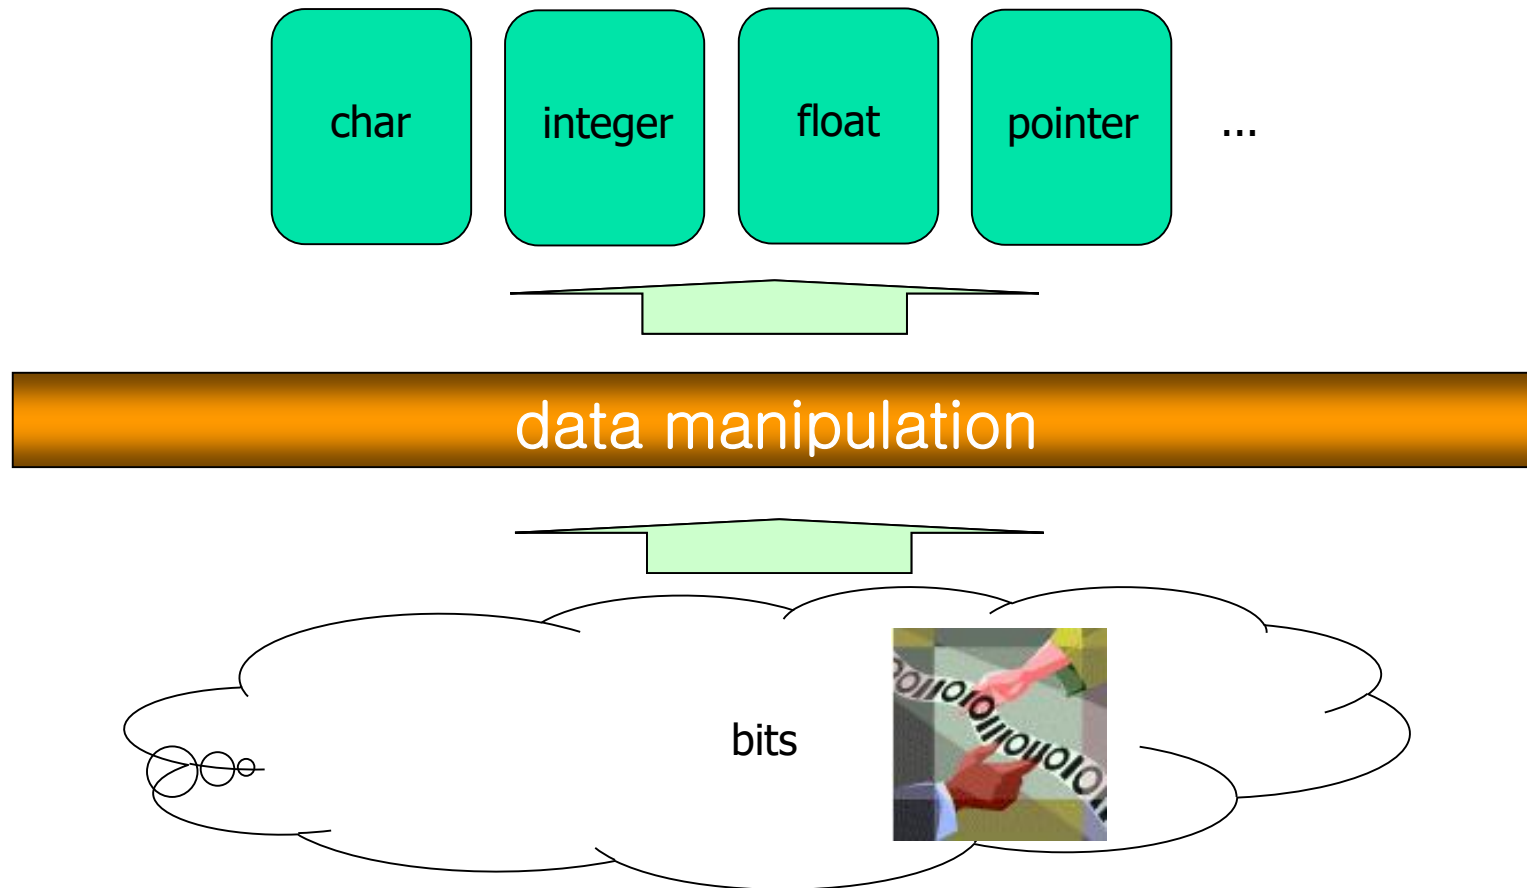 char integer float pointer ...
data manipulation
bits